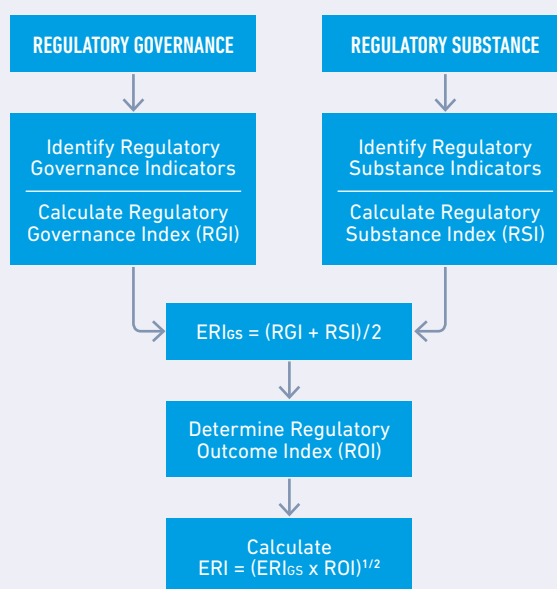 REGULATORY GOVERNANCE
REGULATORY SUBSTANCE
Identify Regulatory
Governance Indicators
Calculate Regulatory
Governance Index (RGI)
Identify Regulatory
Substance Indicators
Calculate Regulatory
Substance Index (RSI)
ERIGS = (RGI + RSI)/2
Determine Regulatory
Outcome Index (ROI)
Calculate
ERI = (ERIGS x ROI)1/2